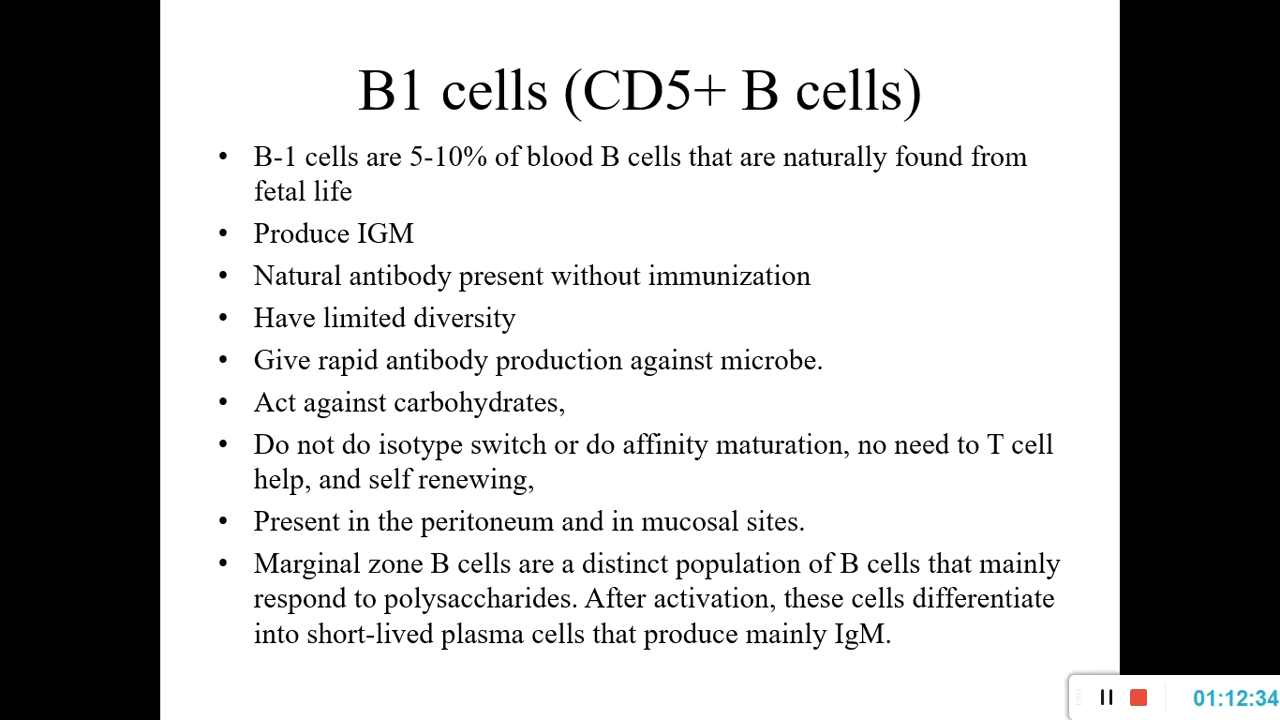 B1 cells (CD5+ B cells)
• B-1 cells are 5-10% of blood B cells that are naturally found from
fetal life
• Produce IGM
• Natural antibody present without immunization
• Have limited diversity
• Give rapid antibody production against microbe.
• Act against carbohydrates,
• Do not do isotype switch or do affinity maturation, no need to T cell
help, and self renewing,
• Present in the peritoneum and in mucosal sites.
• Marginal zone B cells are a distinct population of B cells that mainly
respond to polysaccharides. After activation, these cells differentiate
into short-lived plasma cells that produce mainly IgM.
01:12:34